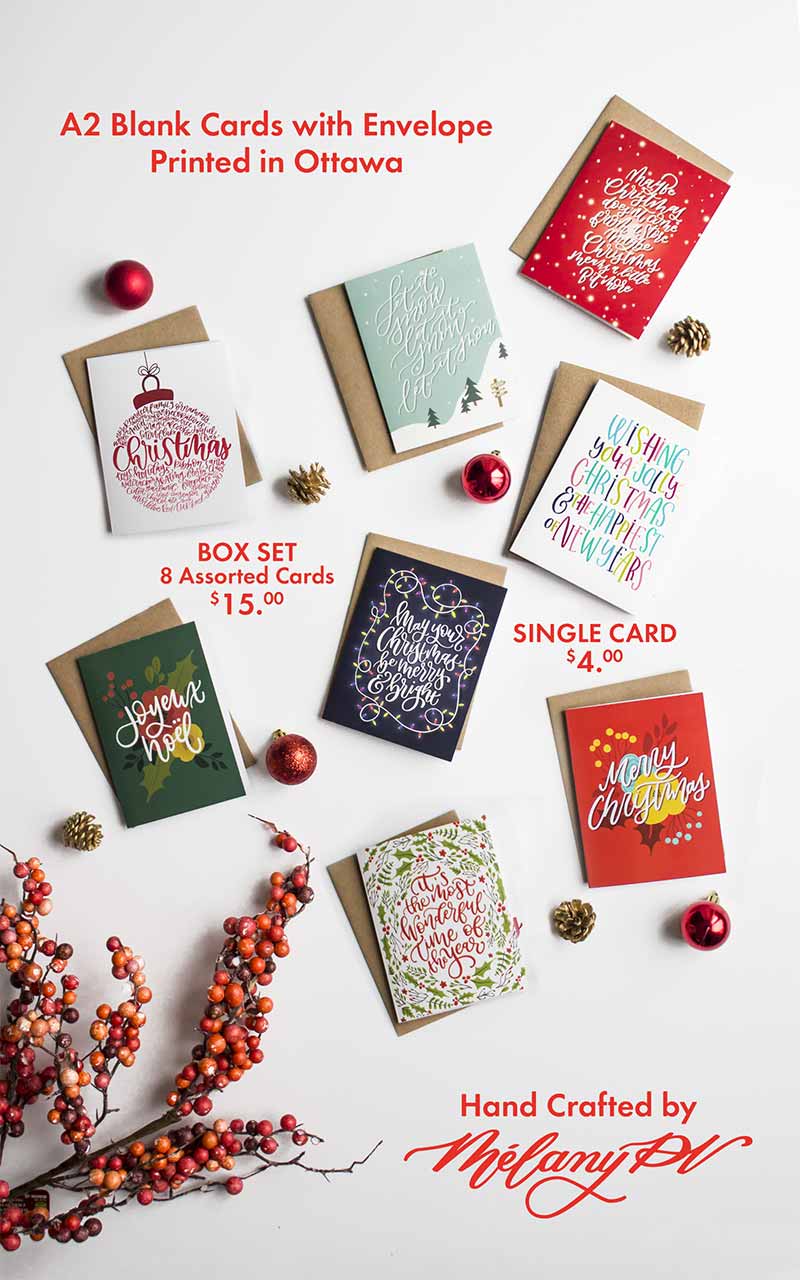 A2 Blank Cards with Envelope
Printed in Ottawa
Maybe
Christmas
doesn't come
from a store
maybe
Christmas
means a little
bit more
let it
snow
let it snow
let it snow
Christmas
WISHING
YOU A JOLLY
CHRISTMAS
& THE HAPPIEST
OF NEW YEARS
BOX SET
8 Assorted Cards
$15.00
May your
Christmas
be merry
& bright
SINGLE CARD
$4.00
joyeux
noël
Merry
Christmas
it's
the most
wonderful
time of
the year
Hand Crafted by
Mélany DV